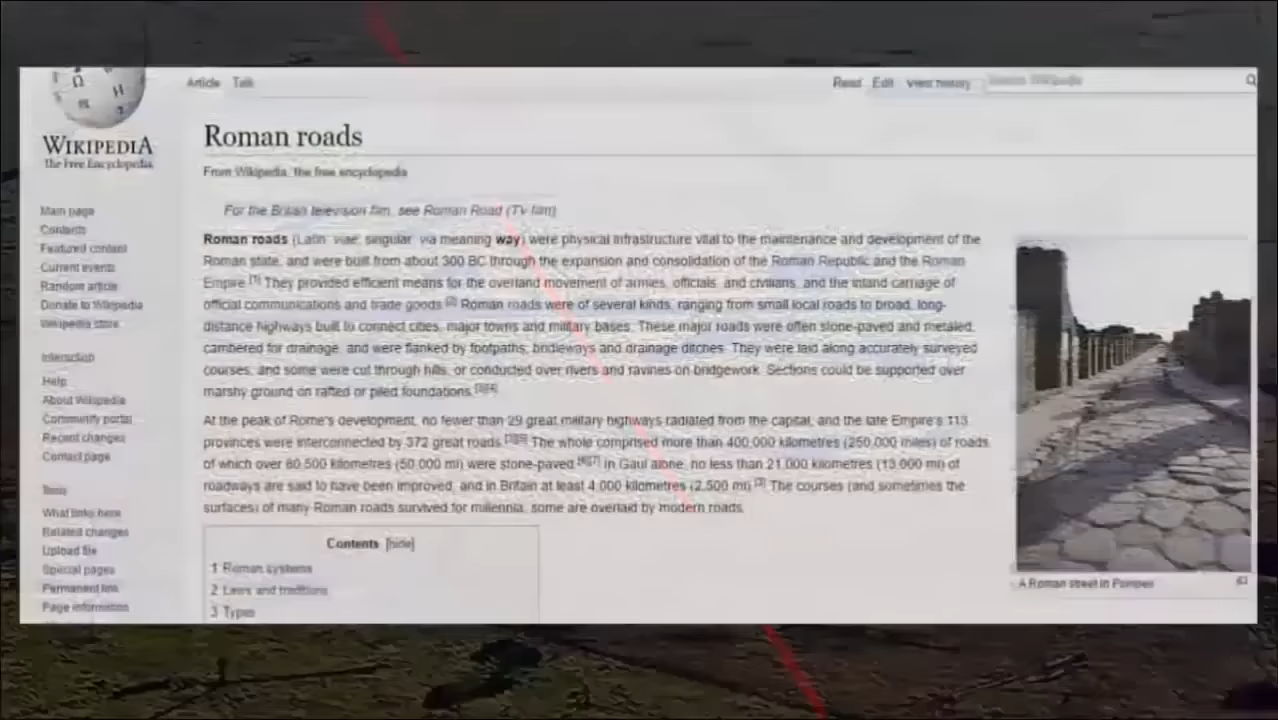 Article Talk
Read Edit View history Search Wikipedia
WIKIPEDIA
The Free Encyclopedia
Main page
Contents
Featured content
Current events
Random article
Donate to Wikipedia
Wikipedia store
Interaction
Help
About Wikipedia
Community portal
Recent changes
Contact page
Tools
What links here
Related changes
Upload file
Special pages
Permanent link
Page information
Roman roads
From Wikipedia, the free encyclopedia
For the British television film, see Roman Road (TV film)
Roman roads (Latin: viae; singular: via meaning way) were physical infrastructure vital to the maintenance and development of the
Roman state, and were built from about 300 BC through the expansion and consolidation of the Roman Republic and the Roman
Empire.[1] They provided efficient means for the overland movement of armies, officials, and civilians, and the inland carriage of
official communications and trade goods.[2] Roman roads were of several kinds, ranging from small local roads to broad, long-
distance highways built to connect cities, major towns and military bases. These major roads were often stone-paved and metaled,
cambered for drainage, and were flanked by footpaths, bridleways and drainage ditches. They were laid along accurately surveyed
courses, and some were cut through hills, or conducted over rivers and ravines on bridgework. Sections could be supported over
marshy ground on rafted or piled foundations.[3][4]
At the peak of Rome's development, no fewer than 29 great military highways radiated from the capital, and the late Empire's 113
provinces were interconnected by 372 great roads.[3][5] The whole comprised more than 400,000 kilometres (250,000 miles) of roads
of which over 80,500 kilometres (50,000 mi) were stone-paved.[6][7] In Gaul alone, no less than 21,000 kilometres (13,000 mi) of
roadways are said to have been improved, and in Britain at least 4,000 kilometres (2,500 mi).[3] The courses (and sometimes the
surfaces) of many Roman roads survived for millennia; some are overlaid by modern roads.
A Roman street in Pompeii
Contents [hide]
1 Roman systems
2 Laws and traditions
3 Types